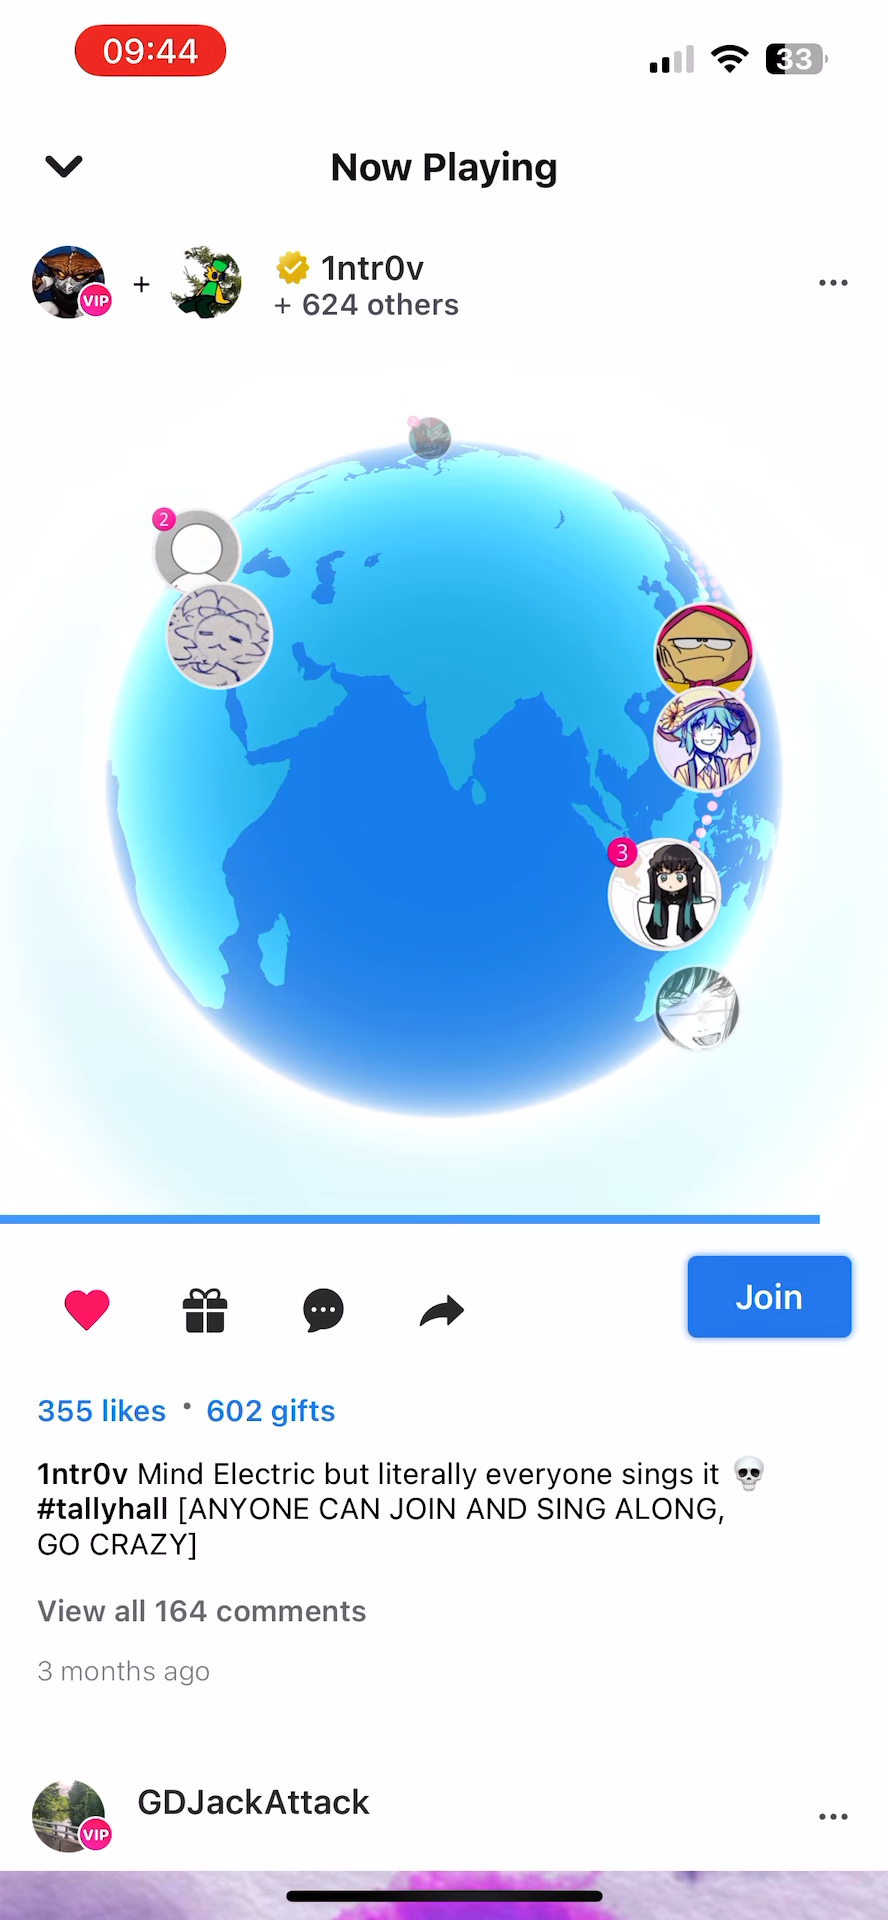 09:44
33
Now Playing
VIP
+
1ntr0v
+ 624 others
2
2
3
Join
355 likes • 602 gifts
1ntr0v Mind Electric but literally everyone sings it 💀
#tallyhall [ANYONE CAN JOIN AND SING ALONG,
GO CRAZY]
View all 164 comments
3 months ago
GDJackAttack
VIP